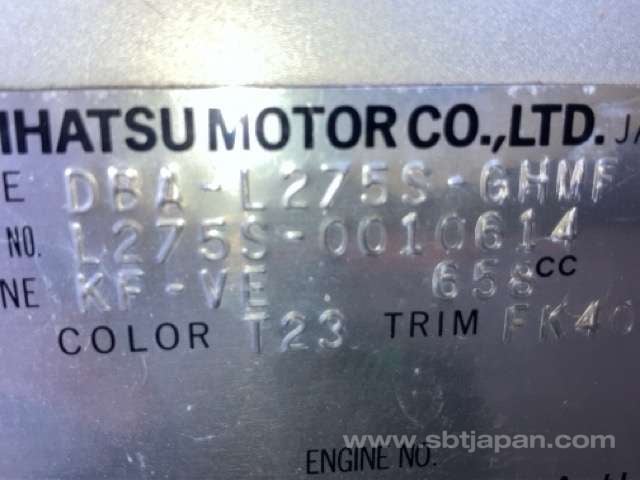 IHATSU MOTOR CO.,LTD. JA
E DBA-L275S-GHMF
NO. L275S-0010614
NE KF-VE 658CC
COLOR T23 TRIM FK40
www.sbtjapan.com
ENGINE NO.